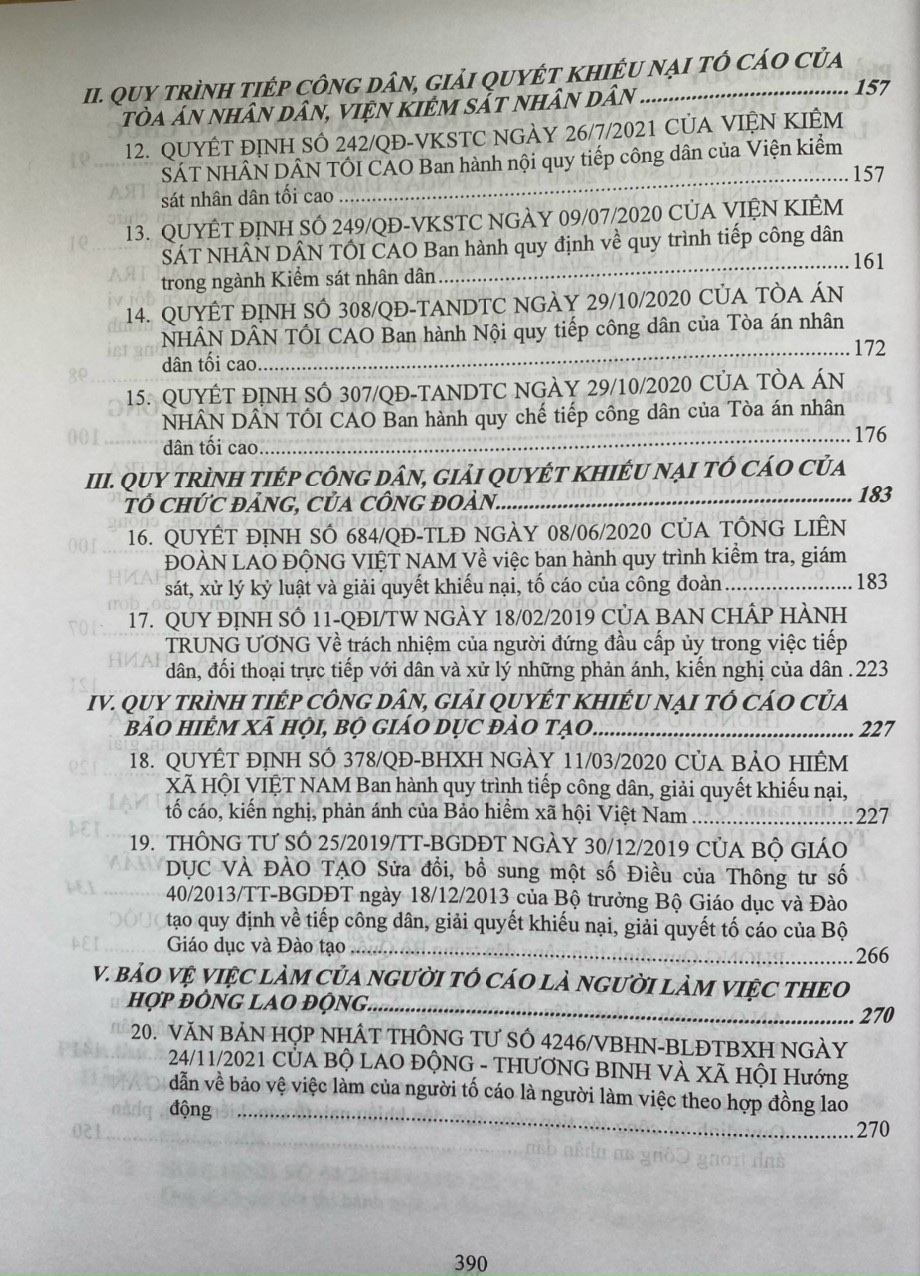 II. QUY TRÌNH TIẾP CÔNG DÂN, GIẢI QUYẾT KHIẾU NẠI TỐ CÁO CỦA
TÒA ÁN NHÂN DÂN, VIỆN KIỂM SÁT NHÂN DÂN .................................. 157
12. QUYẾT ĐỊNH SỐ 242/QĐ-VKSTC NGÀY 26/7/2021 CỦA VIỆN KIỂM
SÁT NHÂN DÂN TỐI CAO Ban hành nội quy tiếp công dân của Viện kiểm
sát nhân dân tối cao .................................. 157
13. QUYẾT ĐỊNH SỐ 249/QĐ-VKSTC NGÀY 09/07/2020 CỦA VIỆN KIỂM
SÁT NHÂN DÂN TỐI CAO Ban hành quy định về quy trình tiếp công dân
trong ngành Kiểm sát nhân dân .................................. 161
14. QUYẾT ĐỊNH SỐ 308/QĐ-TANDTC NGÀY 29/10/2020 CỦA TÒA ÁN
NHÂN DÂN TỐI CAO Ban hành Nội quy tiếp công dân của Tòa án nhân
dân tối cao .................................. 172
15. QUYẾT ĐỊNH SỐ 307/QĐ-TANDTC NGÀY 29/10/2020 CỦA TÒA ÁN
NHÂN DÂN TỐI CAO Ban hành quy chế tiếp công dân của Tòa án nhân
dân tối cao .................................. 176
III. QUY TRÌNH TIẾP CÔNG DÂN, GIẢI QUYẾT KHIẾU NẠI TỐ CÁO CỦA
TỔ CHỨC ĐẢNG, CỦA CÔNG ĐOÀN .................................. 183
16. QUYẾT ĐỊNH SỐ 684/QĐ-TLĐ NGÀY 08/06/2020 CỦA TỔNG LIÊN
ĐOÀN LAO ĐỘNG VIỆT NAM Về việc ban hành quy trình kiểm tra, giám
sát, xử lý kỷ luật và giải quyết khiếu nại, tố cáo của công đoàn .................. 183
17. QUY ĐỊNH SỐ 11-QĐI/TW NGÀY 18/02/2019 CỦA BAN CHẤP HÀNH
TRUNG ƯƠNG Về trách nhiệm của người đứng đầu cấp ủy trong việc tiếp
dân, đối thoại trực tiếp với dân và xử lý những phản ánh, kiến nghị của dân .223
IV. QUY TRÌNH TIẾP CÔNG DÂN, GIẢI QUYẾT KHIẾU NẠI TỐ CÁO CỦA
BẢO HIỂM XÃ HỘI, BỘ GIÁO DỤC ĐÀO TẠO .................................. 227
18. QUYẾT ĐỊNH SỐ 378/QĐ-BHXH NGÀY 11/03/2020 CỦA BẢO HIỂM
XÃ HỘI VIỆT NAM Ban hành quy trình tiếp công dân, giải quyết khiếu nại,
tố cáo, kiến nghị, phản ánh của Bảo hiểm xã hội Việt Nam ........................ 227
19. THÔNG TƯ SỐ 25/2019/TT-BGDĐT NGÀY 30/12/2019 CỦA BỘ GIÁO
DỤC VÀ ĐÀO TẠO Sửa đổi, bổ sung một số Điều của Thông tư số
40/2013/TT-BGDĐT ngày 18/12/2013 của Bộ trưởng Bộ Giáo dục và Đào
tạo quy định về tiếp công dân, giải quyết khiếu nại, giải quyết tố cáo của Bộ
Giáo dục và Đào tạo .................................. 266
V. BẢO VỆ VIỆC LÀM CỦA NGƯỜI TỐ CÁO LÀ NGƯỜI LÀM VIỆC THEO
HỢP ĐỒNG LAO ĐỘNG .................................. 270
20. VĂN BẢN HỢP NHẤT THÔNG TƯ SỐ 4246/VBHN-BLĐTBXH NGÀY
24/11/2021 CỦA BỘ LAO ĐỘNG - THƯƠNG BINH VÀ XÃ HỘI Hướng
dẫn về bảo vệ việc làm của người tố cáo là người làm việc theo hợp đồng lao
động .................................. 270
390